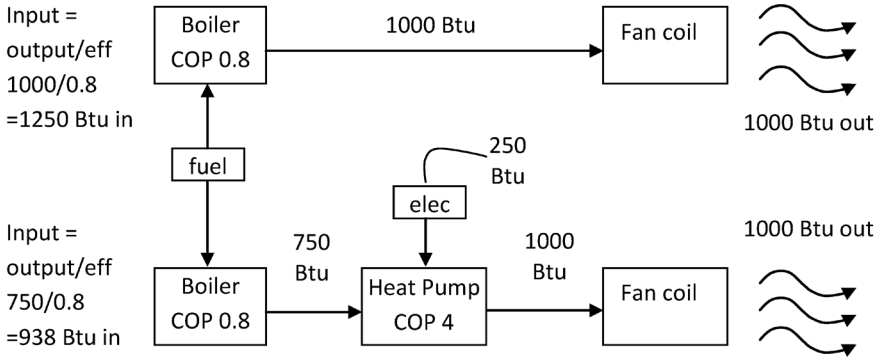 Input =
output/eff
1000/0.8
=1250 Btu in
Boiler
COP 0.8
1000 Btu
Fan coil
1000 Btu out
fuel
250
Btu
elec
Input =
output/eff
750/0.8
=938 Btu in
Boiler
COP 0.8
750
Btu
Heat Pump
COP 4
1000
Btu
Fan coil
1000 Btu out